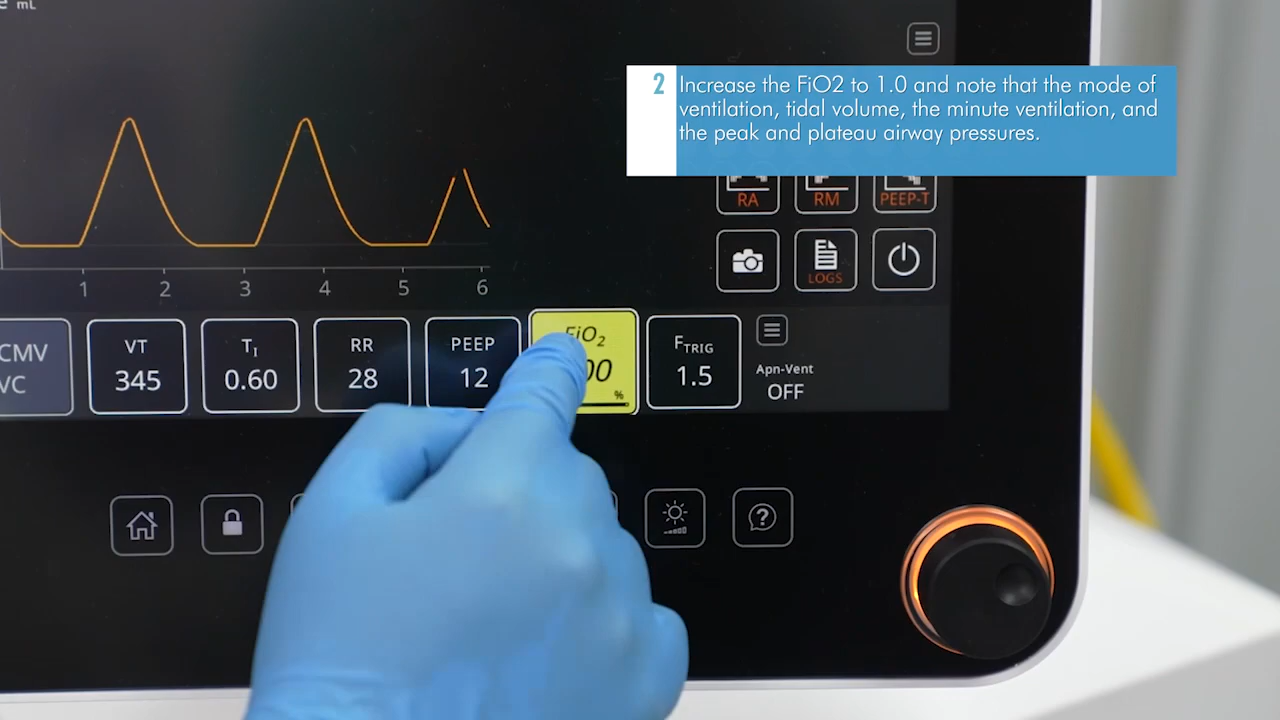 mL
2 Increase the FiO2 to 1.0 and note that the mode of
ventilation, tidal volume, the minute ventilation, and
the peak and plateau airway pressures.
RA RM PEEP-T
LOGS
1 2 3 4 5 6
CMV
VC
VT
345
TI
0.60
RR
28
PEEP
12
FiO2
00
%
FTRIG
1.5
Apn-Vent
OFF
?